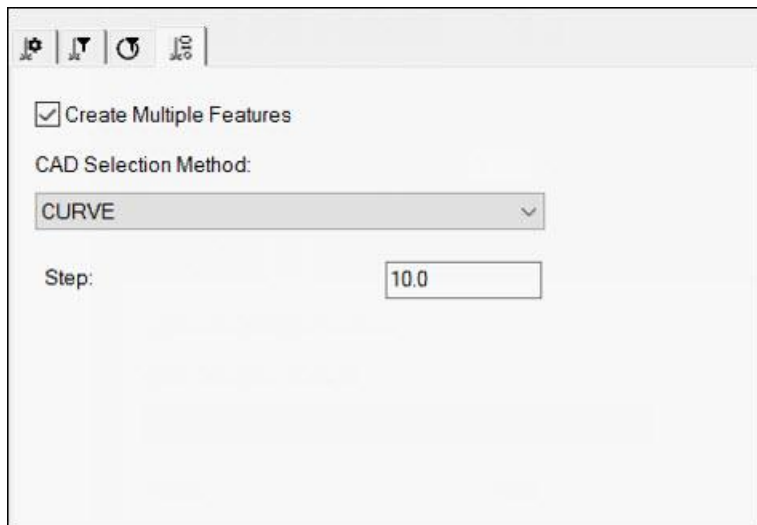 Create Multiple Features
CAD Selection Method:
CURVE
Step:
10.0